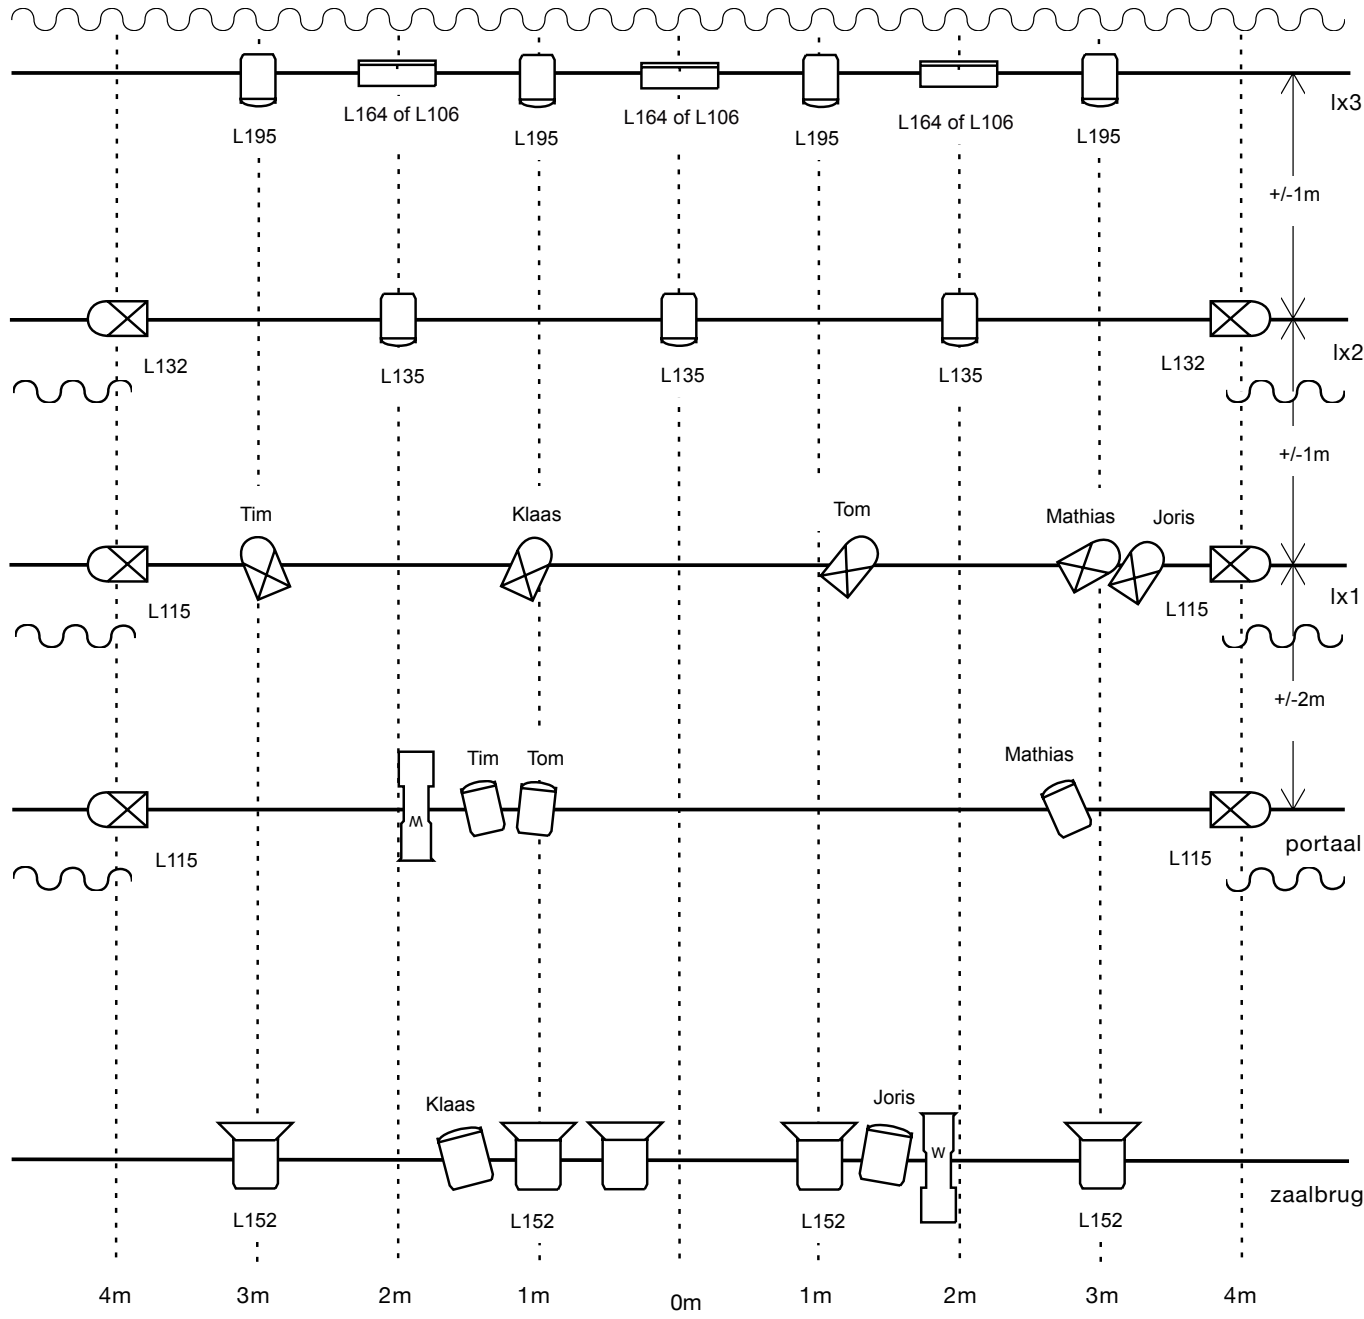 lx3
L164 of L106
L164 of L106
L164 of L106
L195
L195
L195
L195
+/-1m
lx2
L132
L135
L135
L135
L132
+/-1m
Tim
Klaas
Tom
Mathias
Joris
lx1
L115
L115
+/-2m
Tim
Tom
Mathias
W
portaal
L115
L115
Klaas
Joris
W
zaalbrug
L152
L152
L152
L152
4m
3m
2m
1m
0m
1m
2m
3m
4m